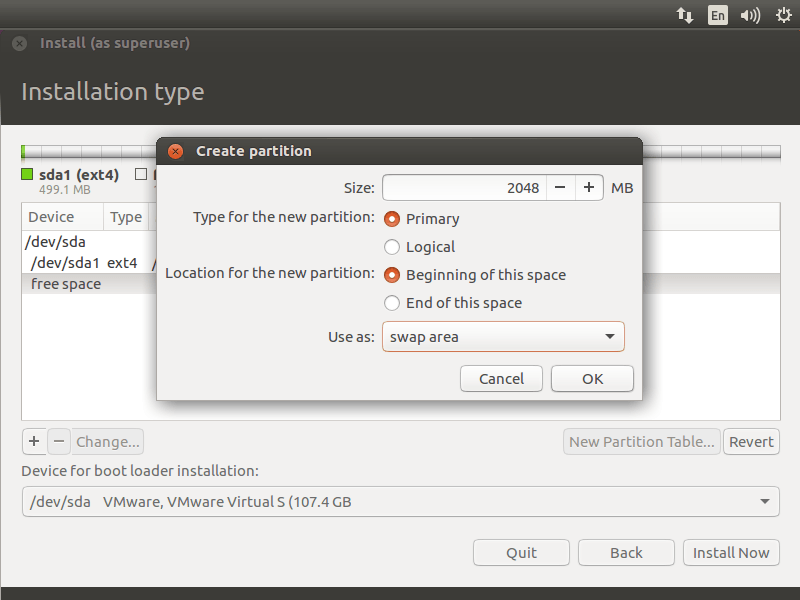 En
Install (as superuser)
Installation type
Create partition
sda1 (ext4)
499.1 MB
Size: 2048 − + MB
Type for the new partition: Primary
Logical
Location for the new partition: Beginning of this space
End of this space
Use as: swap area
Cancel OK
Device Type
/dev/sda
/dev/sda1 ext4
free space
+ − Change... New Partition Table... Revert
Device for boot loader installation:
/dev/sda VMware, VMware Virtual S (107.4 GB
Quit Back Install Now